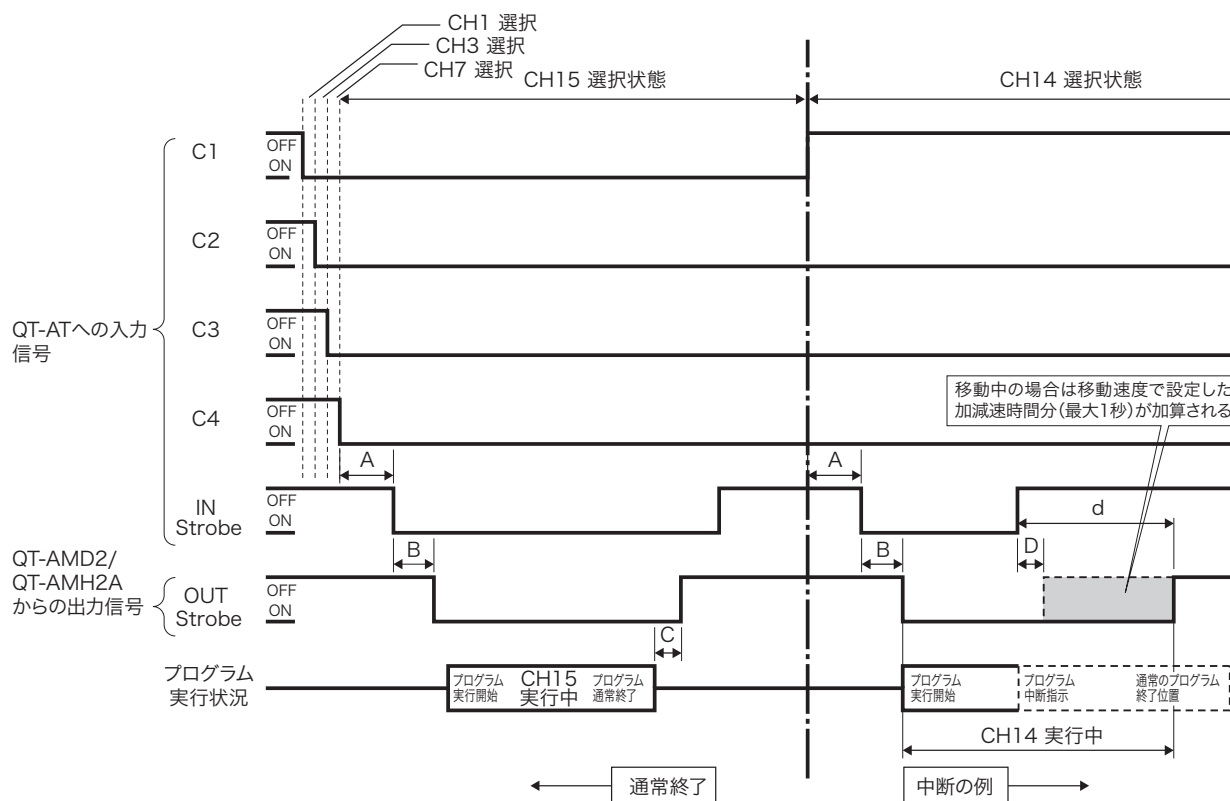 CH1 選択
CH3 選択
CH7 選択
CH15 選択状態
CH14 選択状態
QT-ATへの入力
信号
C1
OFF
ON
C2
OFF
ON
C3
OFF
ON
C4
OFF
ON
移動中の場合は移動速度で設定した
加減速時間分(最大1秒)が加算される
A
A
IN
Strobe
OFF
ON
d
B
B
D
QT-AMD2/
QT-AMH2A
からの出力信号
OUT
Strobe
OFF
ON
C
プログラム
実行状況
プログラム
実行開始
CH15
実行中
プログラム
通常終了
プログラム
実行開始
プログラム
中断指示
通常のプログラム
終了位置
CH14 実行中
通常終了
中断の例